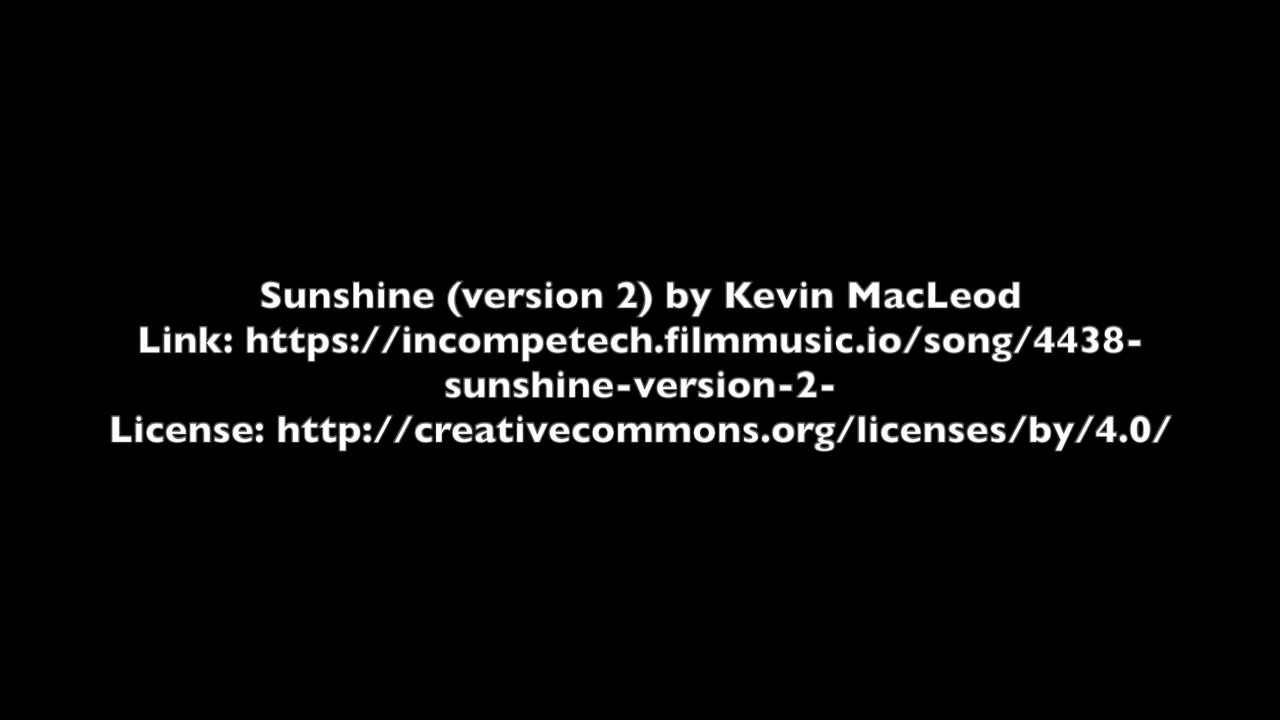 Sunshine (version 2) by Kevin MacLeod
Link: https://incompetech.filmmusic.io/song/4438-
sunshine-version-2-
License: http://creativecommons.org/licenses/by/4.0/